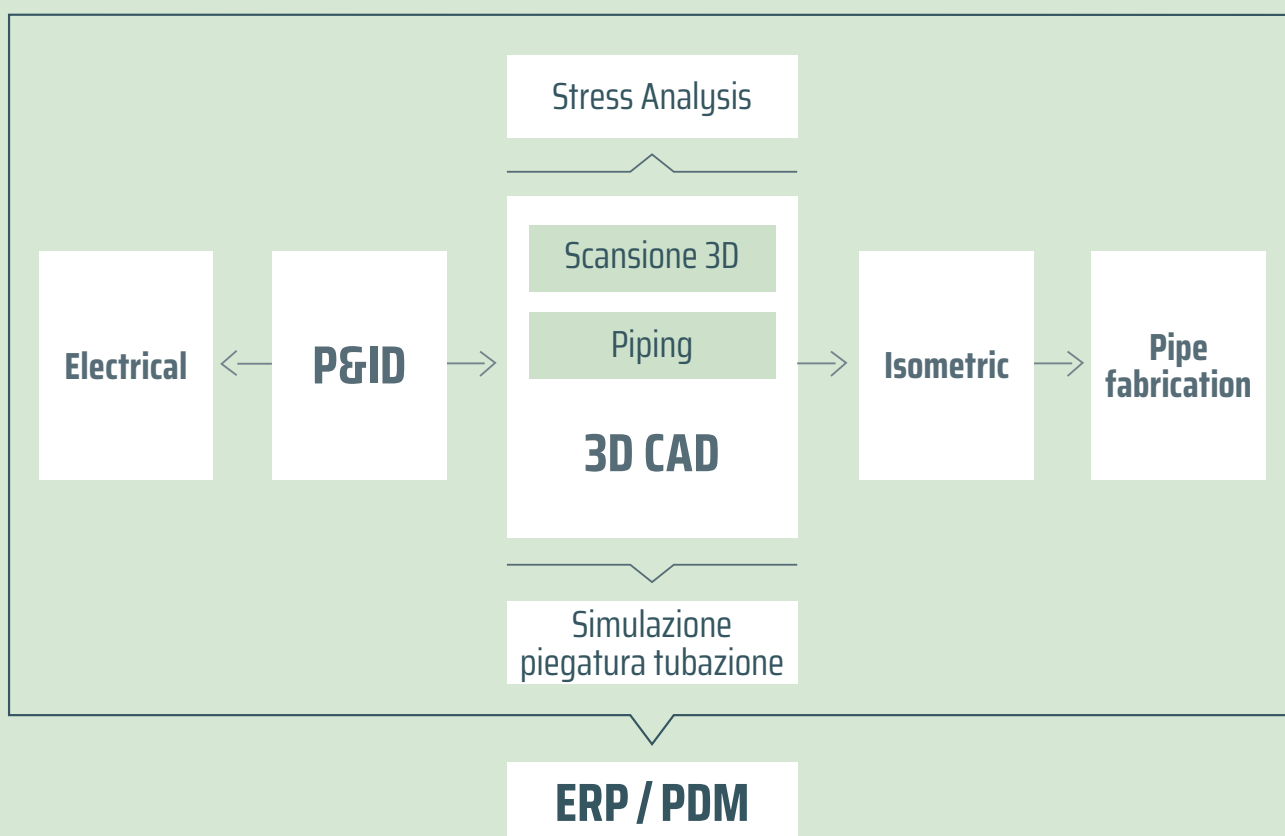 Stress Analysis
Scansione 3D
Piping
3D CAD
Electrical
P&ID
Isometric
Pipe
fabrication
Simulazione
piegatura tubazione
ERP / PDM